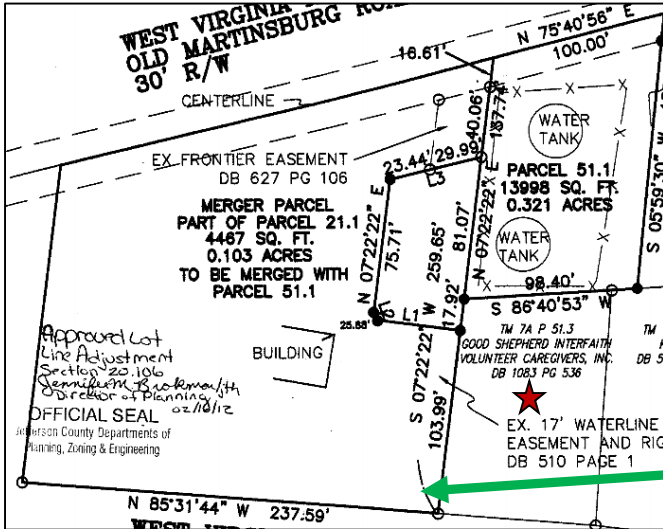 WEST VIRGINIA
OLD MARTINSBURG
30' R/W
N 75°40'56" E
100.00'
16.61'
CENTERLINE
40.06'
137.74'
WATER
TANK
EX. FRONTIER EASEMENT
DB 627 PG 106
23.44'
29.99'
L3
PARCEL 51.1
13998 SQ. FT.
0.321 ACRES
MERGER PARCEL
PART OF PARCEL 21.1
4467 SQ. FT.
0.103 ACRES
TO BE MERGED WITH
PARCEL 51.1
N 07°22'22" E
75.71'
259.65'
81.07'
N 07°22'22" E
S 05°59'30" W
WATER
TANK
98.40'
S 86°40'53" W
17.92'
25.88'
L1
S 07°22'22" W
103.99'
BUILDING
TM 7A P 51.3
GOOD SHEPHERD INTERFAITH
VOLUNTEER CAREGIVERS, INC.
DB 1083 PG 536
TM
DB 5
Approved Lot
Line Adjustment
Section 20.106
Director of Planning
02/10/12
OFFICIAL SEAL
Jefferson County Departments of
Planning, Zoning & Engineering
EX. 17' WATERLINE
EASEMENT AND RIG
DB 510 PAGE 1
N 85°31'44" W 237.59'
WEST